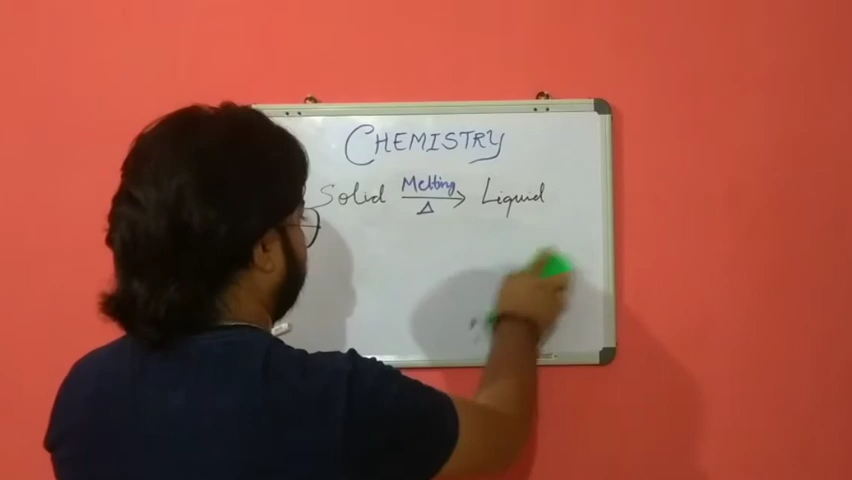 CHEMISTRY
Solid Melting Δ → Liquid